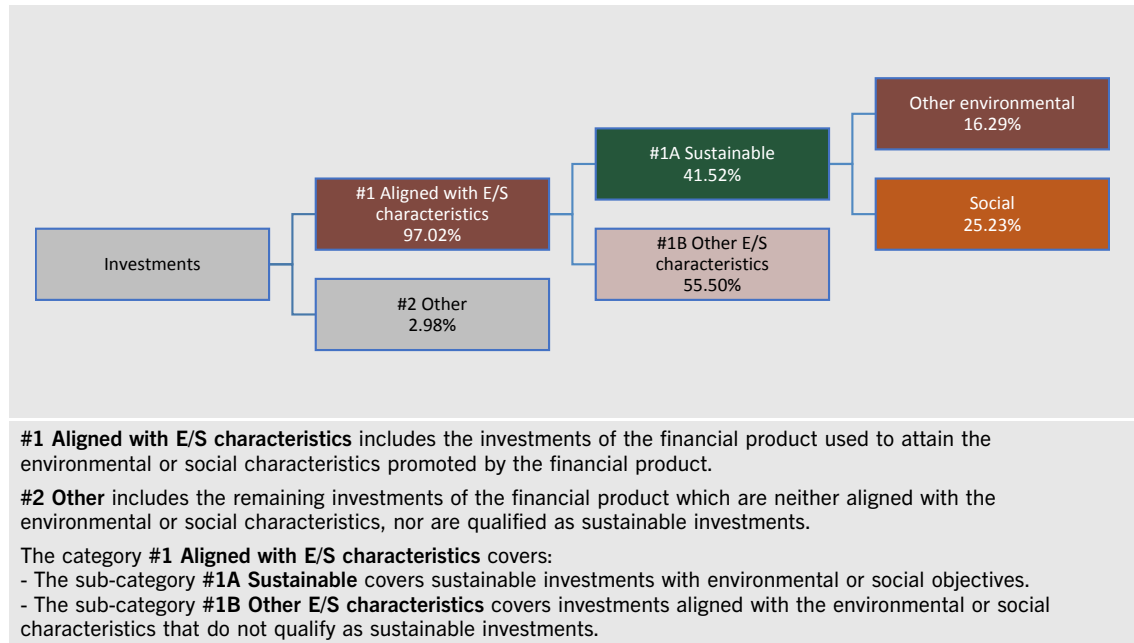 Investments
#1 Aligned with E/S
characteristics
97.02%
#2 Other
2.98%
#1A Sustainable
41.52%
#1B Other E/S
characteristics
55.50%
Other environmental
16.29%
Social
25.23%
#1 Aligned with E/S characteristics includes the investments of the financial product used to attain the
environmental or social characteristics promoted by the financial product.
#2 Other includes the remaining investments of the financial product which are neither aligned with the
environmental or social characteristics, nor are qualified as sustainable investments.
The category #1 Aligned with E/S characteristics covers:
- The sub-category #1A Sustainable covers sustainable investments with environmental or social objectives.
- The sub-category #1B Other E/S characteristics covers investments aligned with the environmental or social
characteristics that do not qualify as sustainable investments.